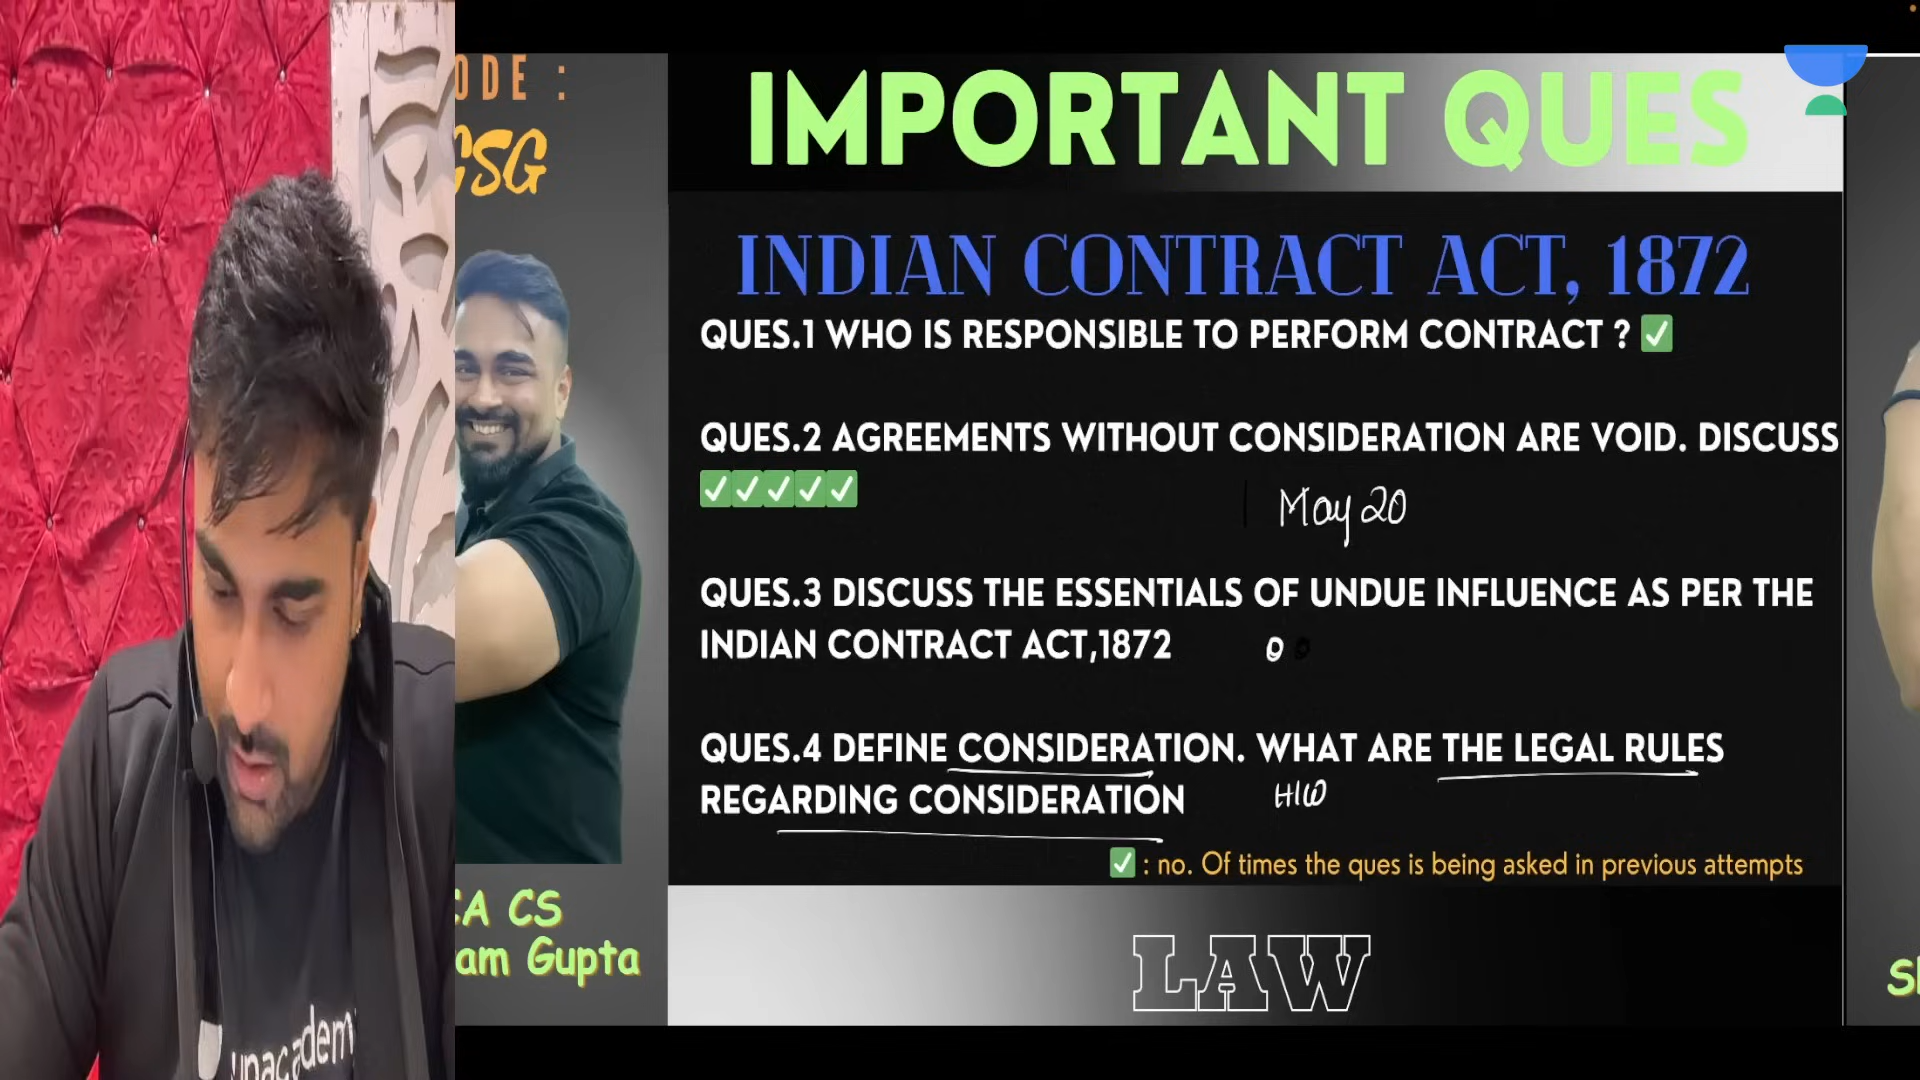 ODE :
CSG
IMPORTANT QUES
INDIAN CONTRACT ACT, 1872
QUES.1 WHO IS RESPONSIBLE TO PERFORM CONTRACT ? ✅
QUES.2 AGREEMENTS WITHOUT CONSIDERATION ARE VOID. DISCUSS
✅✅✅✅✅
May 20
QUES.3 DISCUSS THE ESSENTIALS OF UNDUE INFLUENCE AS PER THE
INDIAN CONTRACT ACT,1872
QUES.4 DEFINE CONSIDERATION. WHAT ARE THE LEGAL RULES
REGARDING CONSIDERATION
H/W
✅ : no. Of times the ques is being asked in previous attempts
CA CS
am Gupta
LAW
unacadem